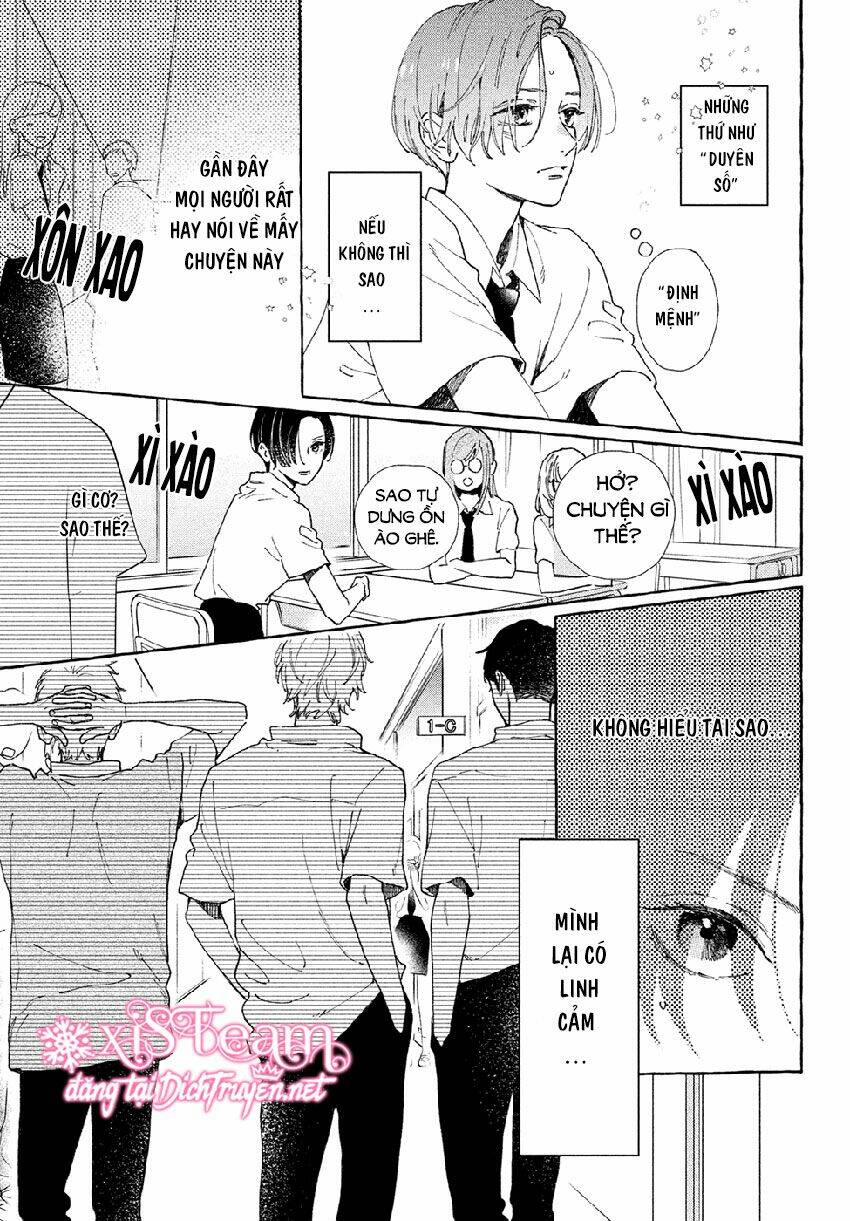 NHỮNG
THỨ NHƯ
“DUYÊN
SỐ”
“ĐỊNH
MỆNH”
NẾU
KHÔNG THÌ
SAO
...
GẦN ĐÂY
MỌI NGƯỜI RẤT
HAY NÓI VỀ MẤY
CHUYỆN NÀY
XÔN XAO
XÌ XÀO
HỞ?
CHUYỆN GÌ
THẾ?
SAO TỰ
DƯNG ỒN
ÀO GHÊ.
XÌ XÀO
GÌ CƠ?
SAO THẾ?
KHÔNG HIỂU TẠI SAO...
1-C
MÌNH
LẠI CÓ
LINH
CẢM
...
xiSTeam
đăng tại DichTruyen.net